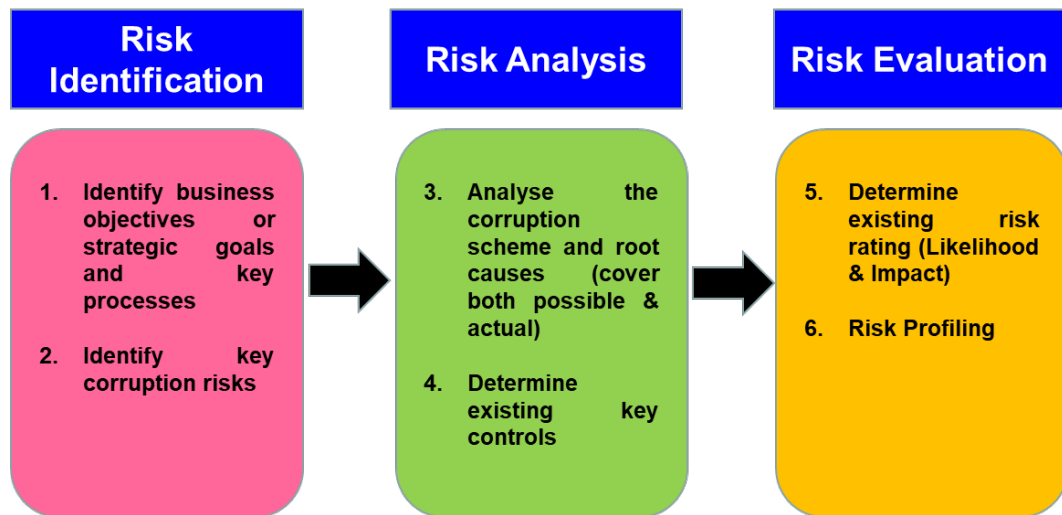 Risk
Identification
Risk Analysis
Risk Evaluation
1. Identify business
objectives or
strategic goals
and key
processes
2. Identify key
corruption risks
3. Analyse the
corruption
scheme and root
causes (cover
both possible &
actual)
4. Determine
existing key
controls
5. Determine
existing risk
rating (Likelihood
& Impact)
6. Risk Profiling